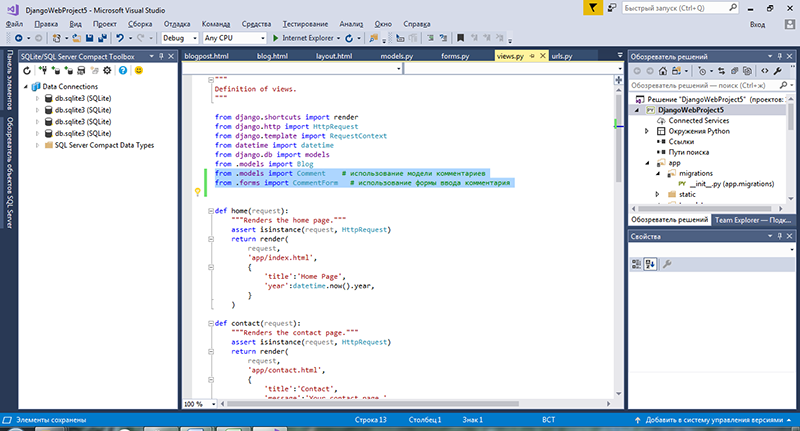 DjangoWebProject5 - Microsoft Visual Studio
Быстрый запуск (Ctrl+Q)
Файл Правка Вид Проект Сборка Отладка Команда Сервис Тестирование Анализ Окно Справка
Вход
Debug Any CPU Internet Explorer
Панель элементов
Обозреватель объектов SQL Server
SQLite/SQL Server Compact Toolbox
Data Connections
db.sqlite3 (SQLite)
db.sqlite3 (SQLite)
db.sqlite3 (SQLite)
db.sqlite3 (SQLite)
SQL Server Compact Data Types
blogpost.html blog.html layout.html models.py forms.py views.py urls.py
"""
Definition of views.
"""
from django.shortcuts import render
from django.http import HttpRequest
from django.template import RequestContext
from datetime import datetime
from django.db import models
from .models import Blog
from .models import Comment # использование модели комментариев
from .forms import CommentForm # использование формы ввода комментария
def home(request):
"""Renders the home page."""
assert isinstance(request, HttpRequest)
return render(
request,
'app/index.html',
{
'title':'Home Page',
'year':datetime.now().year,
}
)
def contact(request):
"""Renders the contact page."""
assert isinstance(request, HttpRequest)
return render(
request,
'app/contact.html',
{
'title':'Contact',
'message':'Your contact page.'
100 %
Обозреватель решений
Обозреватель решений — поиск (Ctrl+
Решение "DjangoWebProject5" (проектов:
DjangoWebProject5
Connected Services
Окружения Python
Ссылки
Пути поиска
app
migrations
__init__.py (app.migrations)
static
Обозреватель решений Team Explorer — Подк...
Свойства
Элементы сохранены Строка 13 Столбец 1 Знак 1 ВСТ Добавить в систему управления версиями